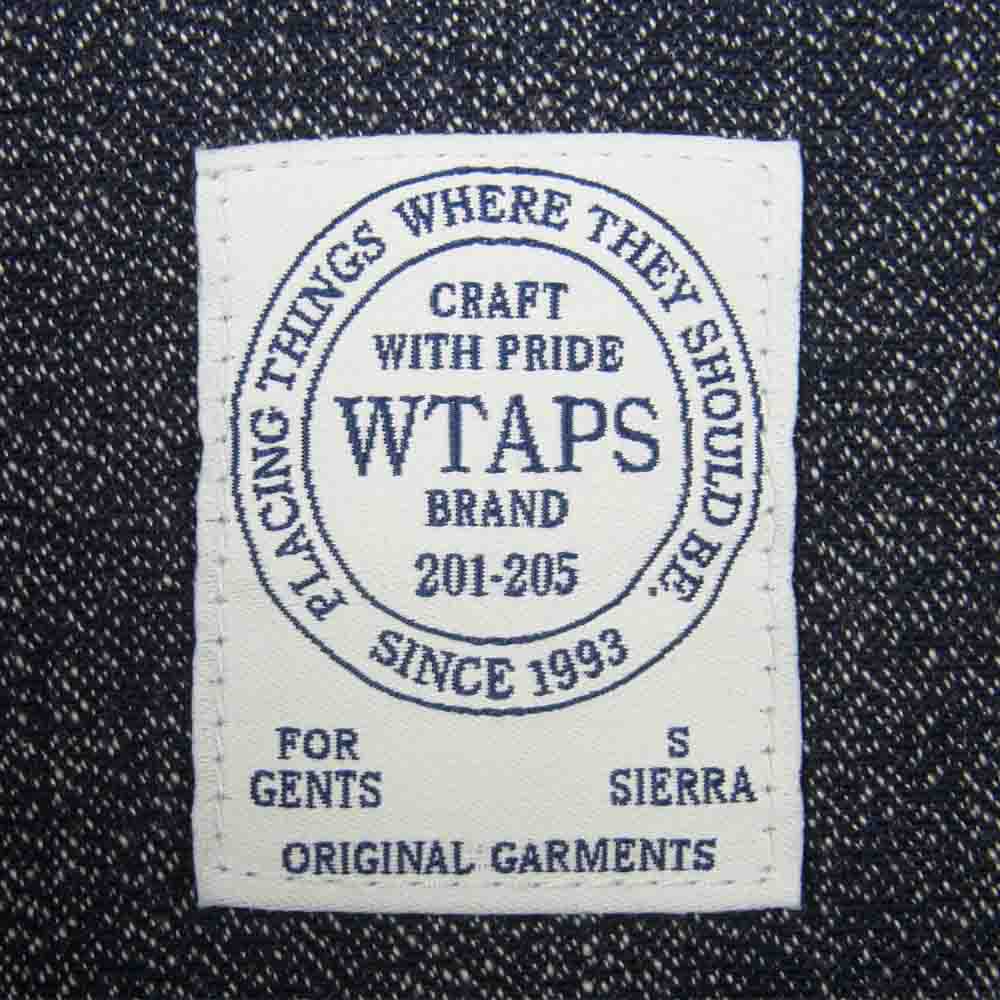 PLACING THINGS WHERE THEY SHOULD BE.
CRAFT
WITH PRIDE
WTAPS
BRAND
201-205
SINCE 1993
FOR
GENTS
S
SIERRA
ORIGINAL GARMENTS